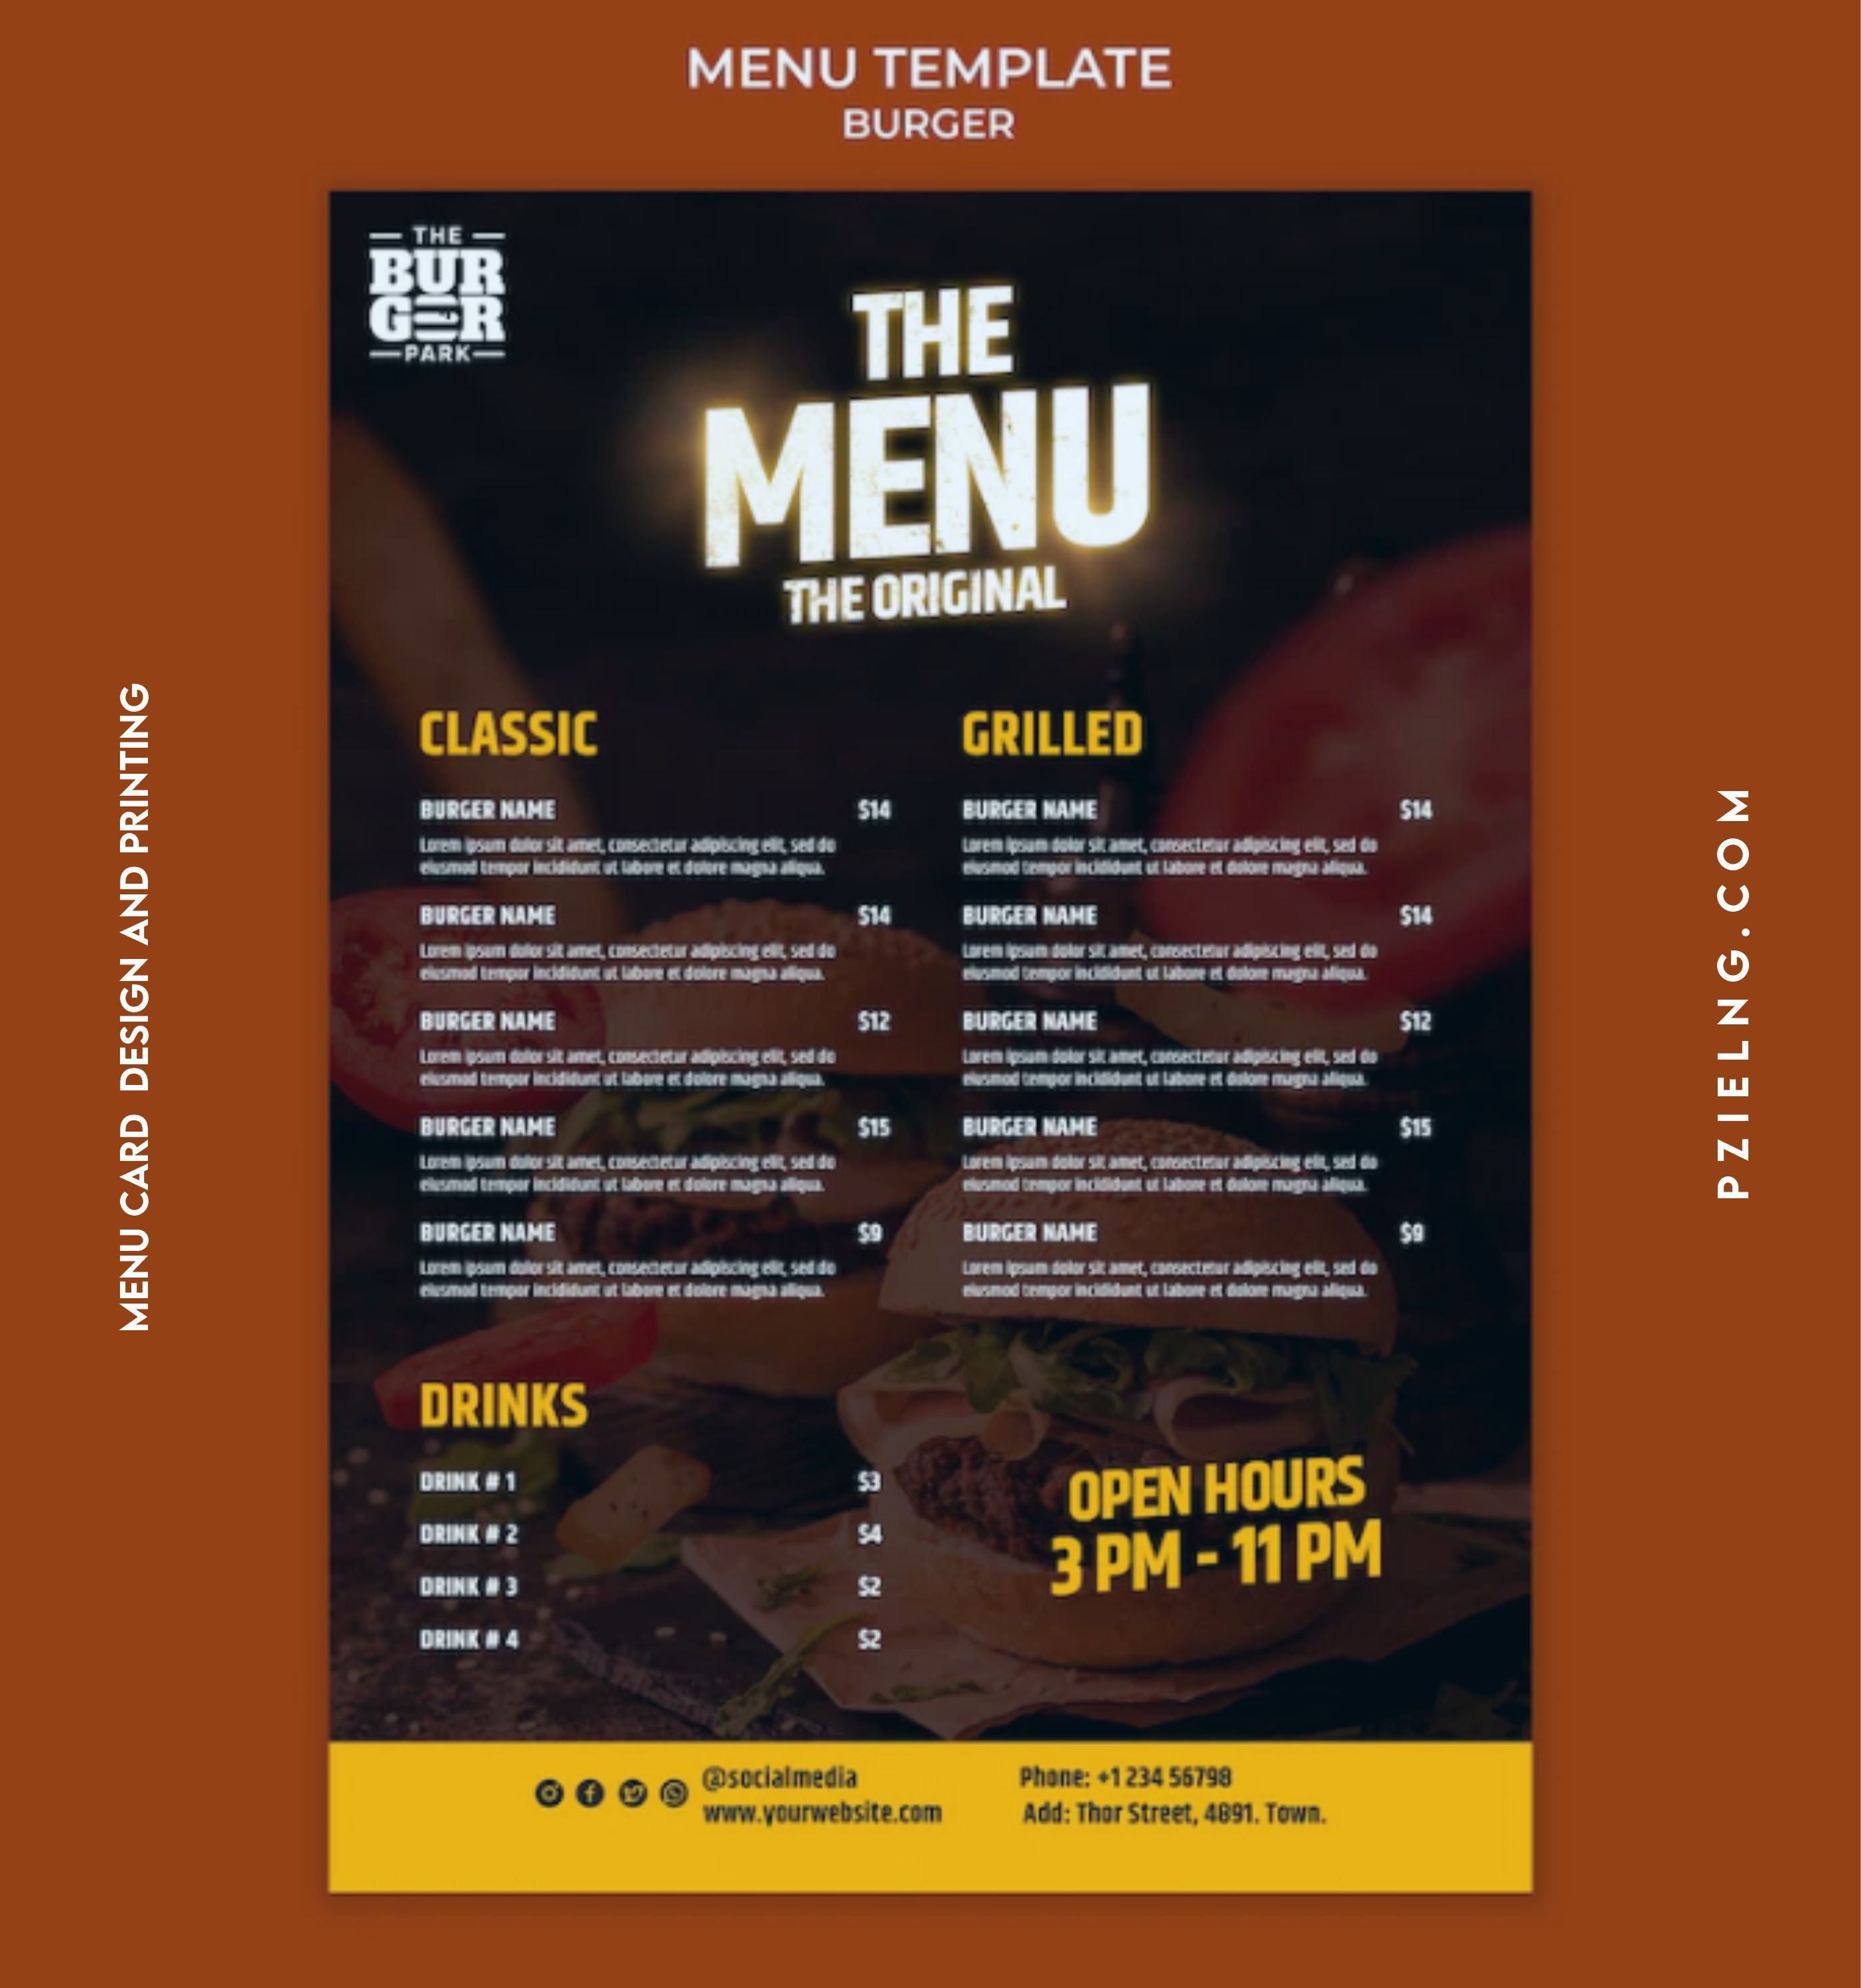 MENU TEMPLATE
BURGER
THE
BUR
GER
PARK
THE
MENU
THE ORIGINAL
CLASSIC
BURGER NAME $14
Lorem ipsum dolor sit amet, consectetur adipiscing elit, sed do
eiusmod tempor incididunt ut labore et dolore magna aliqua.
BURGER NAME $14
Lorem ipsum dolor sit amet, consectetur adipiscing elit, sed do
eiusmod tempor incididunt ut labore et dolore magna aliqua.
BURGER NAME $12
Lorem ipsum dolor sit amet, consectetur adipiscing elit, sed do
eiusmod tempor incididunt ut labore et dolore magna aliqua.
BURGER NAME $15
Lorem ipsum dolor sit amet, consectetur adipiscing elit, sed do
eiusmod tempor incididunt ut labore et dolore magna aliqua.
BURGER NAME $9
Lorem ipsum dolor sit amet, consectetur adipiscing elit, sed do
eiusmod tempor incididunt ut labore et dolore magna aliqua.
GRILLED
BURGER NAME $14
Lorem ipsum dolor sit amet, consectetur adipiscing elit, sed do
eiusmod tempor incididunt ut labore et dolore magna aliqua.
BURGER NAME $14
Lorem ipsum dolor sit amet, consectetur adipiscing elit, sed do
eiusmod tempor incididunt ut labore et dolore magna aliqua.
BURGER NAME $12
Lorem ipsum dolor sit amet, consectetur adipiscing elit, sed do
eiusmod tempor incididunt ut labore et dolore magna aliqua.
BURGER NAME $15
Lorem ipsum dolor sit amet, consectetur adipiscing elit, sed do
eiusmod tempor incididunt ut labore et dolore magna aliqua.
BURGER NAME $9
Lorem ipsum dolor sit amet, consectetur adipiscing elit, sed do
eiusmod tempor incididunt ut labore et dolore magna aliqua.
DRINKS
DRINK # 1 $3
DRINK # 2 $4
DRINK # 3 $2
DRINK # 4 $2
OPEN HOURS
3 PM - 11 PM
@socialmedia
www.yourwebsite.com
Phone: +1 234 56798
Add: Thor Street, 4891. Town.
MENU CARD DESIGN AND PRINTING
PZIELNG.COM